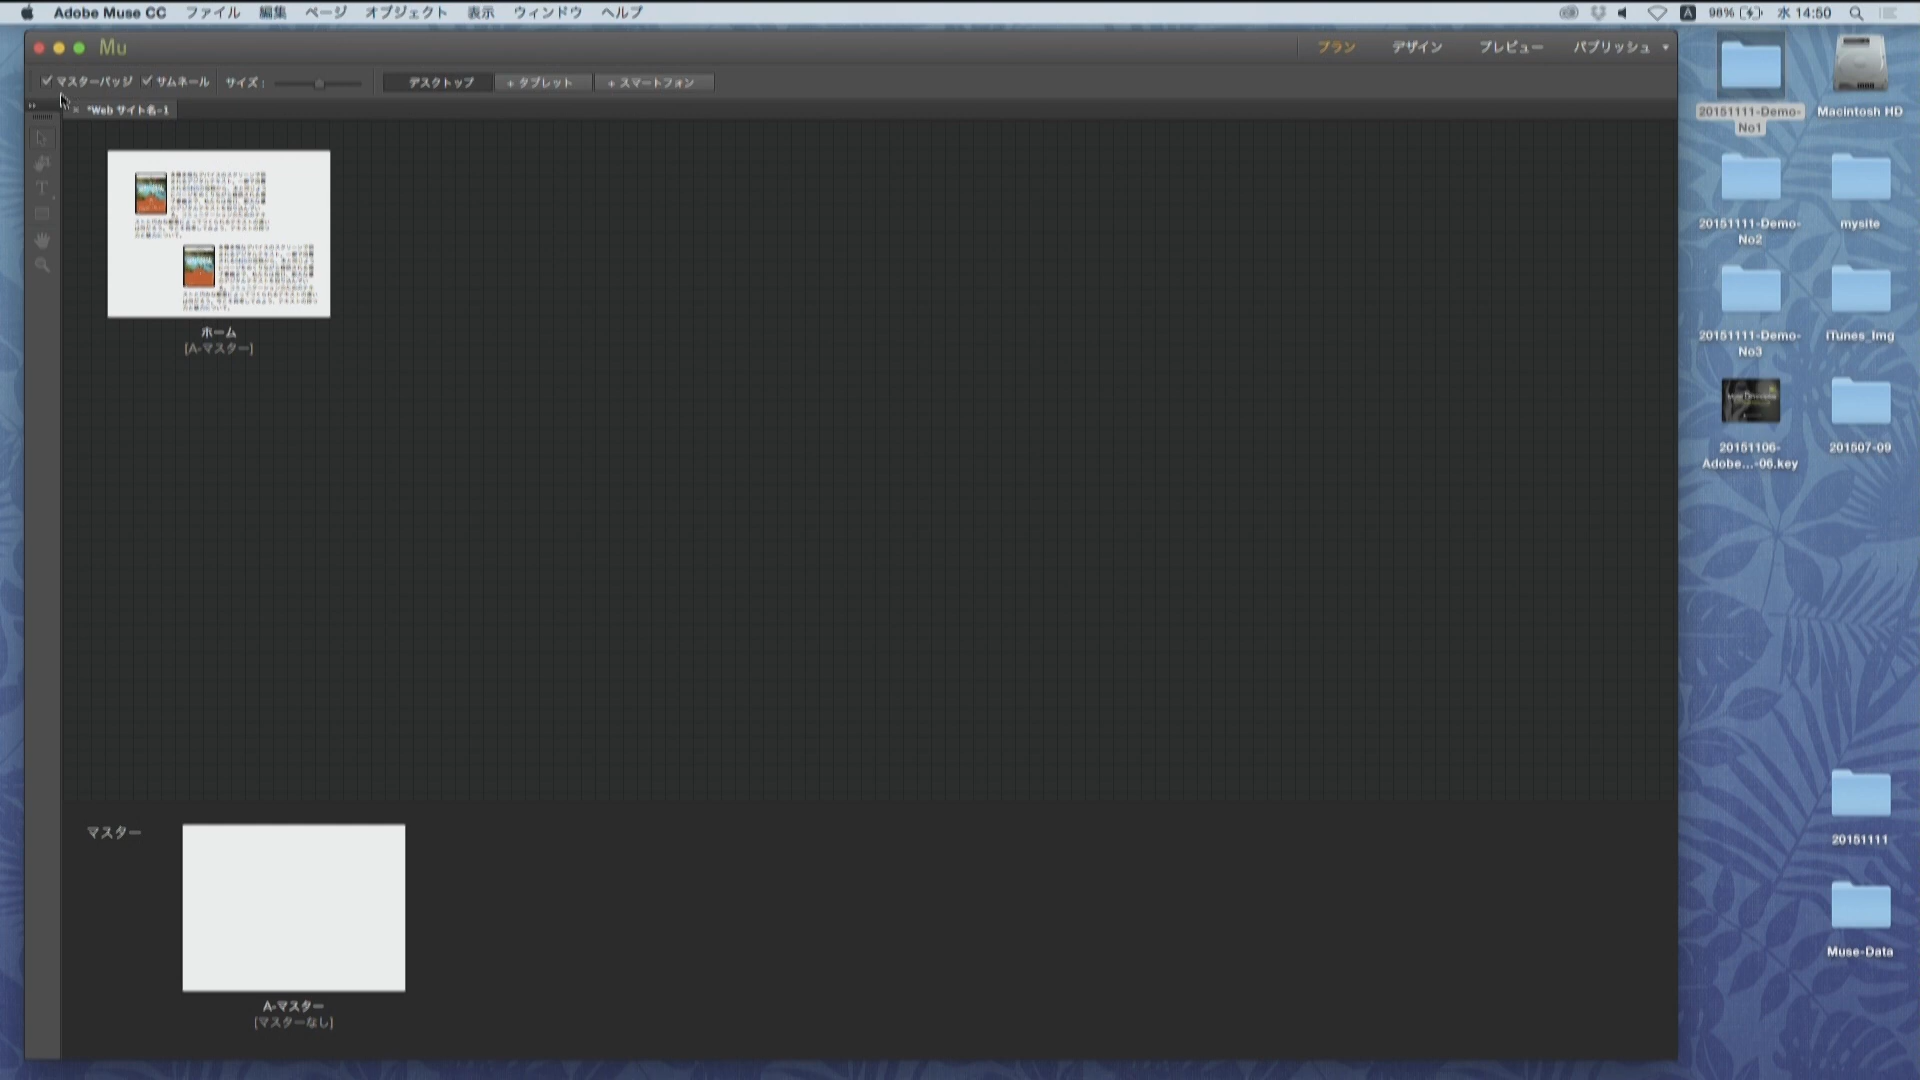 Adobe Muse CC ファイル 編集 ページ オブジェクト 表示 ウィンドウ ヘルプ
A 98% 水 14:50
Mu プラン デザイン プレビュー パブリッシュ
マスターバッジ サムネール サイズ: デスクトップ + タブレット + スマートフォン
× *Web サイト名-1
T
ホーム
[A-マスター]
マスター
A-マスター
[マスターなし]
20151111-Demo-
No1
Macintosh HD
20151111-Demo-
No2
mysite
20151111-Demo-
No3
iTunes_Img
20151106-
Adobe...-06.key
201507-09
20151111
Muse-Data